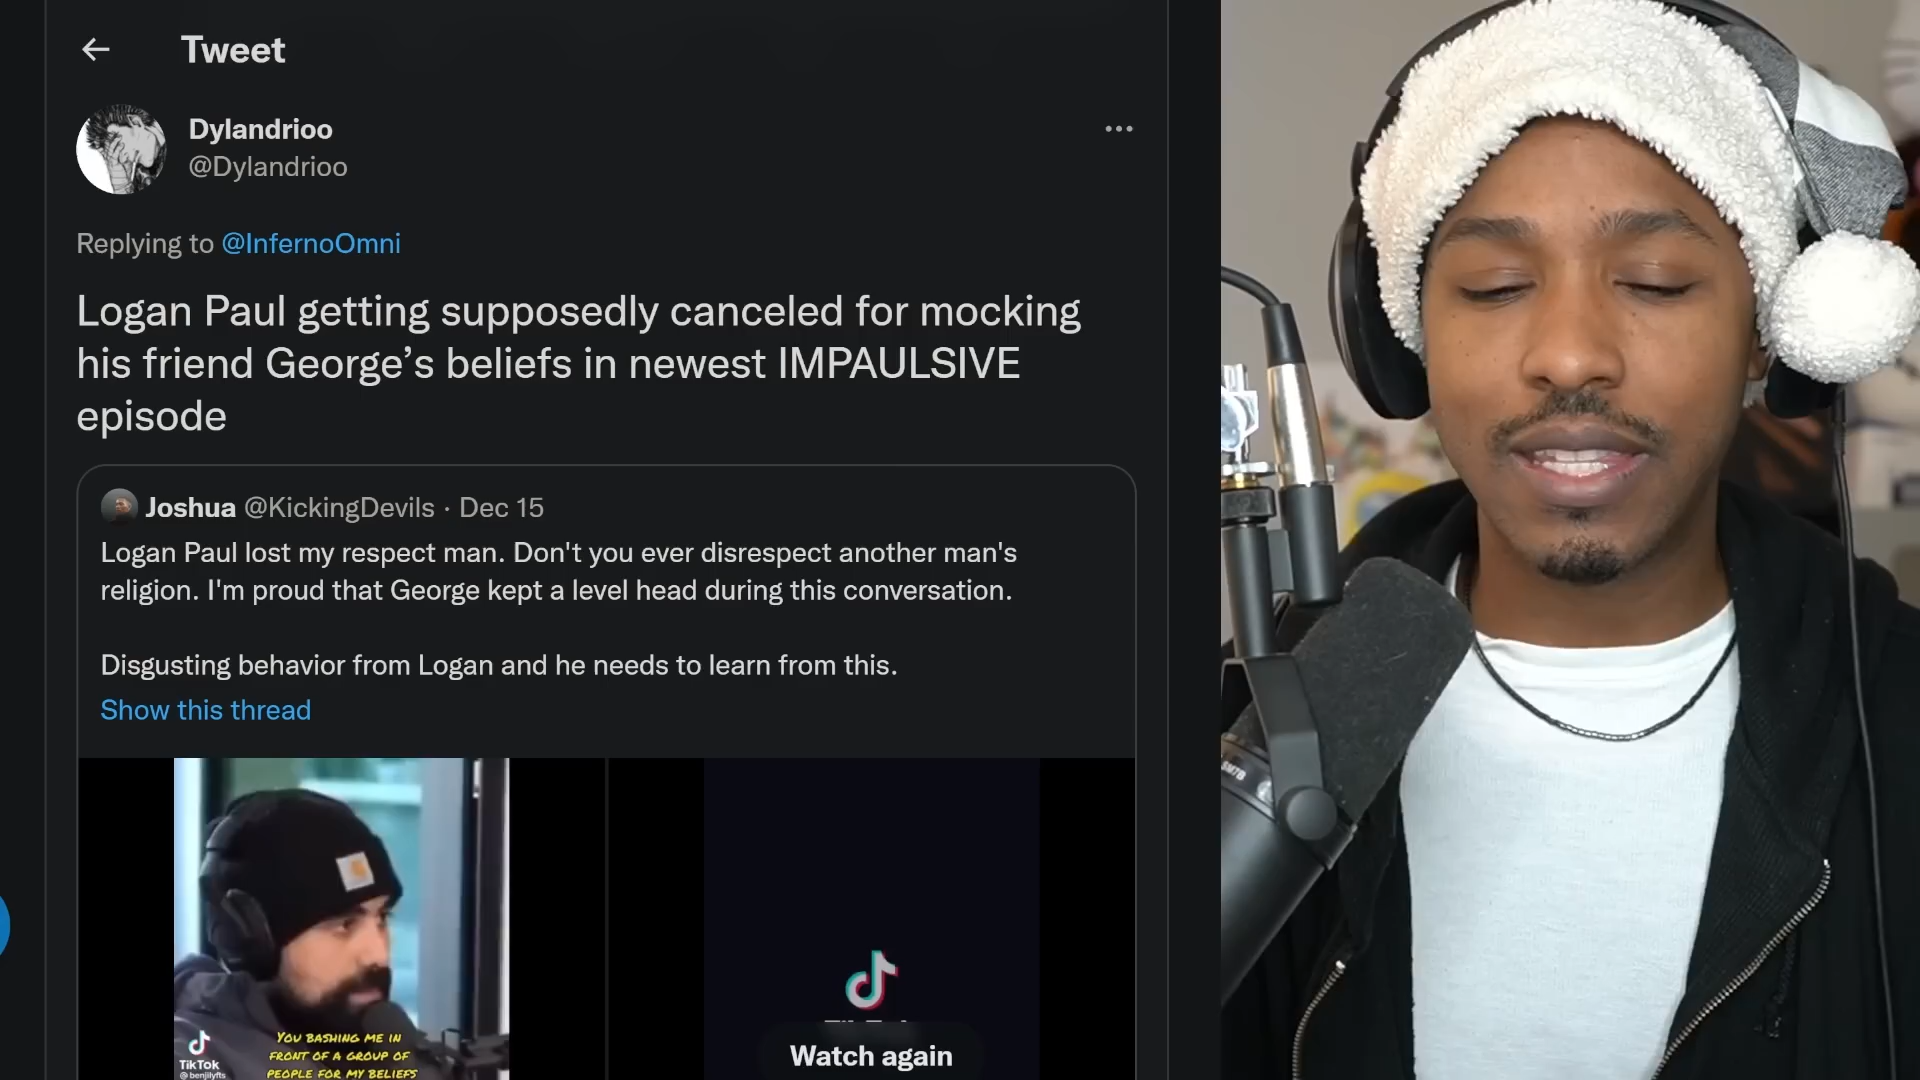 Tweet
Dylandrioo
@Dylandrioo
Replying to @InfernoOmni
Logan Paul getting supposedly canceled for mocking
his friend George’s beliefs in newest IMPAULSIVE
episode
Joshua @KickingDevils · Dec 15
Logan Paul lost my respect man. Don't you ever disrespect another man's
religion. I'm proud that George kept a level head during this conversation.
Disgusting behavior from Logan and he needs to learn from this.
Show this thread
YOU BASHING ME IN
FRONT OF A GROUP OF
PEOPLE FOR MY BELIEFS
TikTok
@benjilyfts
Watch again
SM7B